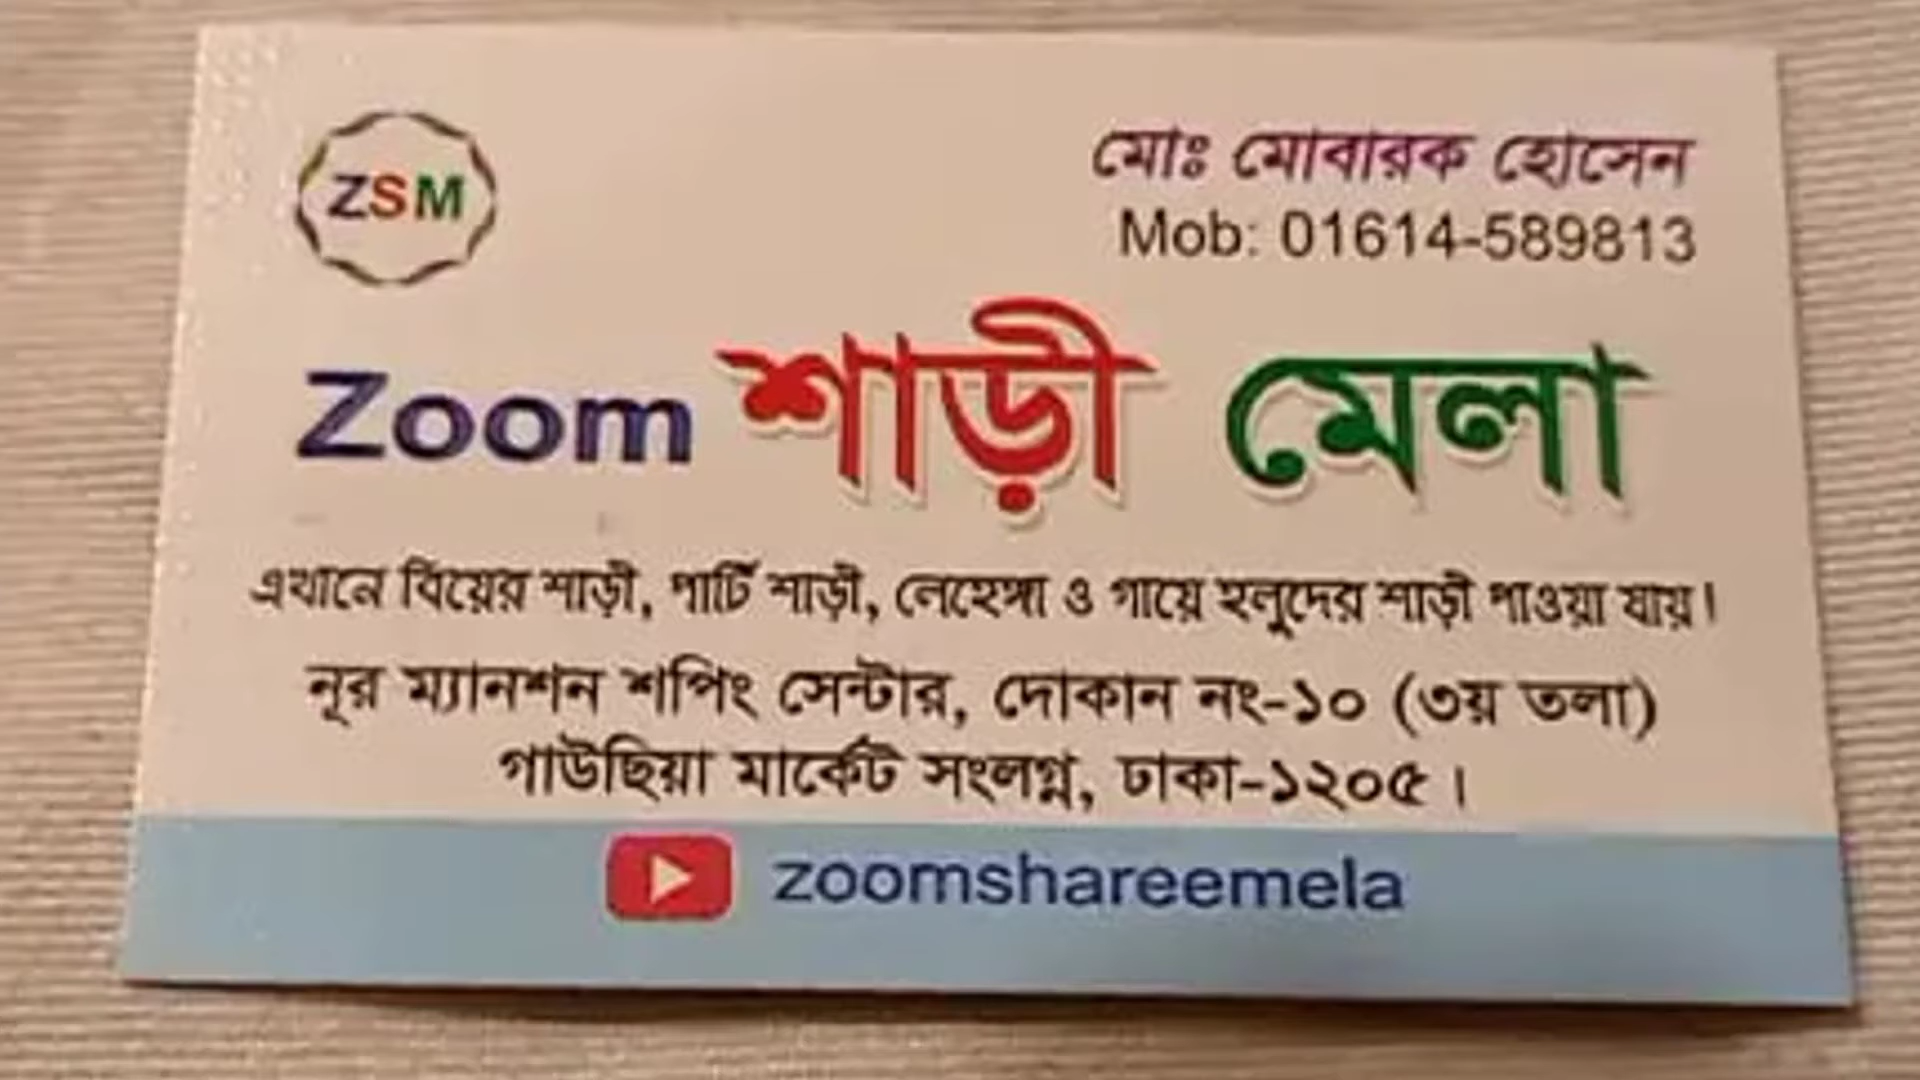 ZSM
মোঃ মোবারক হোসেন
Mob: 01614-589813
Zoom শাড়ী মেলা
এখানে বিয়ের শাড়ী, পার্টি শাড়ী, লেহেঙ্গা ও গায়ে হলুদের শাড়ী পাওয়া যায়।
নূর ম্যানশন শপিং সেন্টার, দোকান নং-১০ (৩য় তলা)
গাউছিয়া মার্কেট সংলগ্ন, ঢাকা-১২০৫।
zoomshareemela